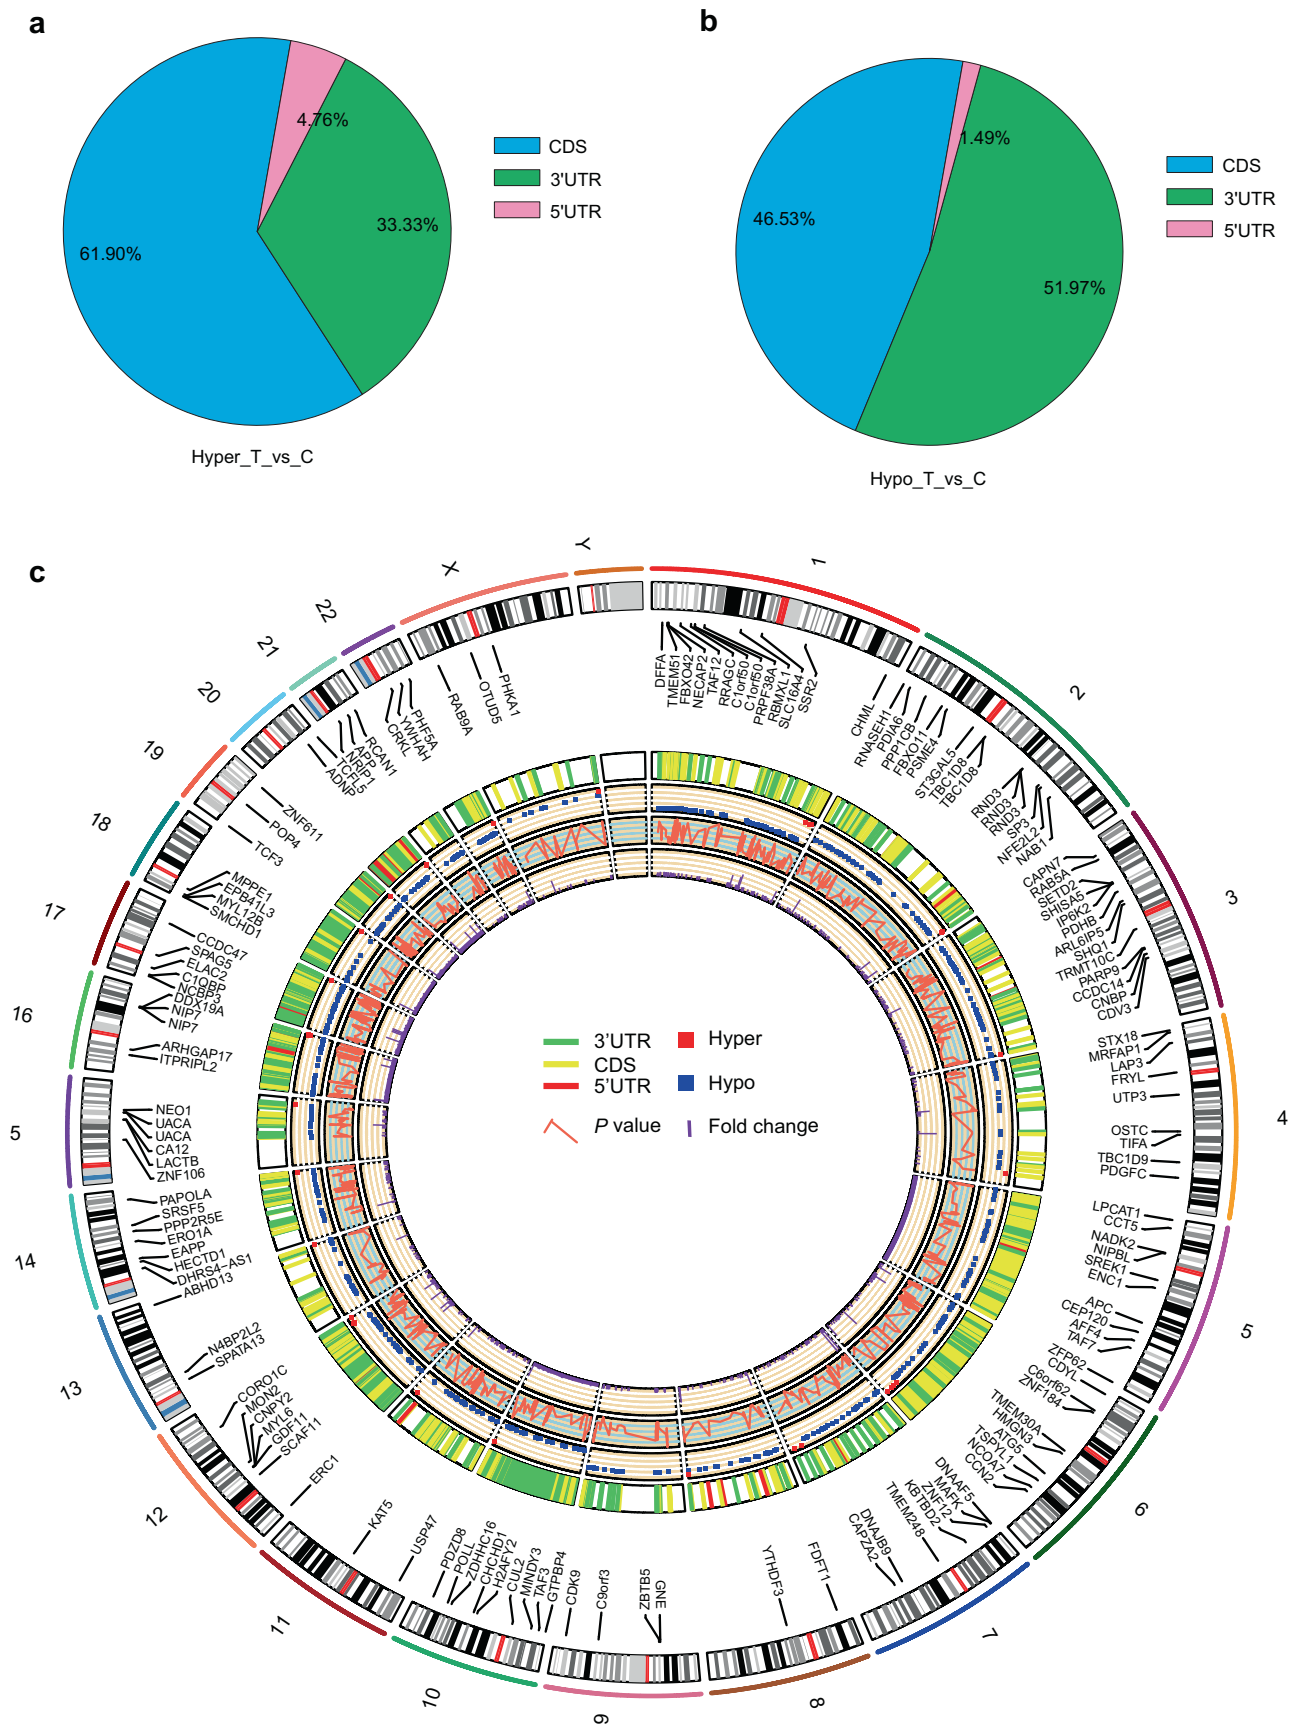 a
4.76%
33.33%
61.90%
CDS
3'UTR
5'UTR
Hyper_T_vs_C
b
1.49%
46.53%
51.97%
CDS
3'UTR
5'UTR
Hypo_T_vs_C
c
1
2
3
4
5
6
7
8
9
10
11
12
13
14
5
16
17
18
19
20
21
22
X
Y
DFFA
TMEM51
FBXO42
NECAP2
TAF12
RRAGC
C1orf50
C1orf50
PRPF38A
RBMXL1
SLC16A4
SSR2
CHML
RNASEH1
PDIA6
PPP1CB
FBXO11
PSME4
ST3GAL5
TBC1D8
TBC1D8
RND3
RND3
RND3
SP3
NFE2L2
NAB1
CAPN7
RAB5A
SETD2
SHISA5
IP6K2
PDHB
ARL6IP5
SHQ1
TRMT10C
PARP9
CCDC14
CNBP
CDV3
STX18
MRFAP1
LAP3
FRYL
UTP3
OSTC
TIFA
TBC1D9
PDGFC
LPCAT1
CCT5
NADK2
NIPBL
SREK1
ENC1
APC
CEP120
AFF4
TAF7
ZFP62
CDYL
C6orf62
ZNF184
TMEM30A
HMGN3
ATG5
TSPYL1
NCOA7
CCN2
DNAAF5
MAFK
ZNF12
KBTBD2
TMEM248
DNAJB9
CAPZA2
FDFT1
YTHDF3
GNE
ZBTB5
C9orf3
CDK9
GTPBP4
TAF3
MINDY3
CUL2
H2AFY2
CHCHD1
ZDHHC16
POLL
PDZD8
USP47
KAT5
ERC1
SCAF11
GDF11
MYL6
CNPY2
MON2
CORO1C
SPATA13
N4BP2L2
ABHD13
DHRS4-AS1
HECTD1
EAPP
ERO1A
PPP2R5E
SRSF5
PAPOLA
ZNF106
LACTB
CA12
UACA
UACA
NEO1
ITPRIPL2
ARHGAP17
NIP7
NIP7
DDX19A
NCBP3
C1QBP
ELAC2
SPAG5
CCDC47
SMCHD1
MYL12B
EPB41L3
MPPE1
TCF3
POP4
ZNF611
ADNP
TCFL5
NRIP1
APP
RCAN1
CRKL
YWHAH
PHF5A
RAB9A
OTUD5
PHKA1
3'UTR
CDS
5'UTR
P value
Hyper
Hypo
Fold change